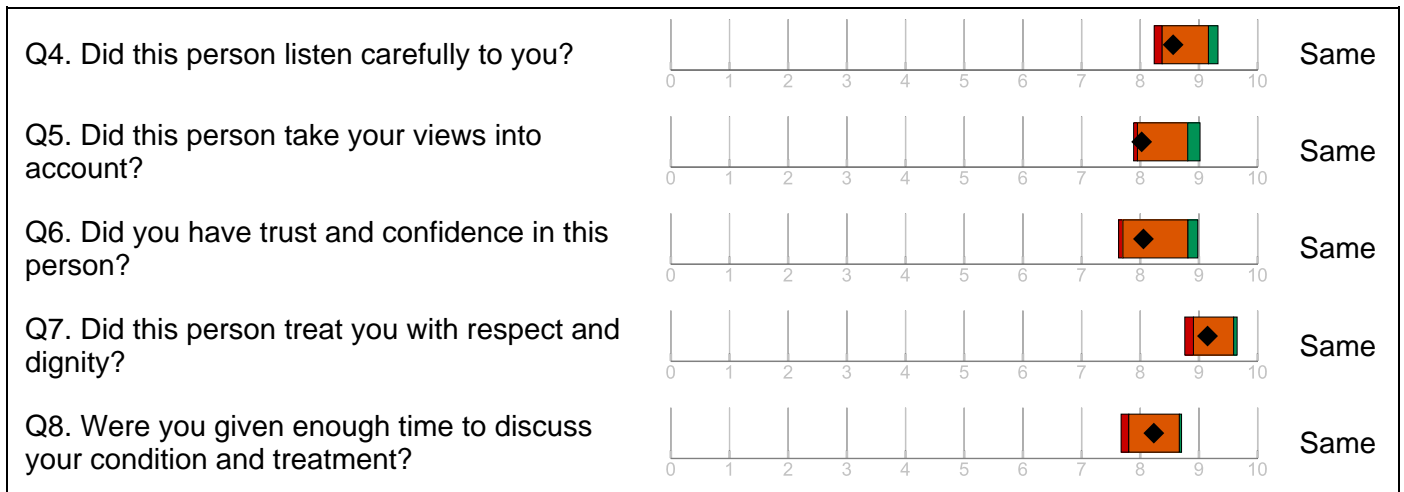 Q4. Did this person listen carefully to you?
0 1 2 3 4 5 6 7 8 9 10
Same
Q5. Did this person take your views into
account?
0 1 2 3 4 5 6 7 8 9 10
Same
Q6. Did you have trust and confidence in this
person?
0 1 2 3 4 5 6 7 8 9 10
Same
Q7. Did this person treat you with respect and
dignity?
0 1 2 3 4 5 6 7 8 9 10
Same
Q8. Were you given enough time to discuss
your condition and treatment?
0 1 2 3 4 5 6 7 8 9 10
Same